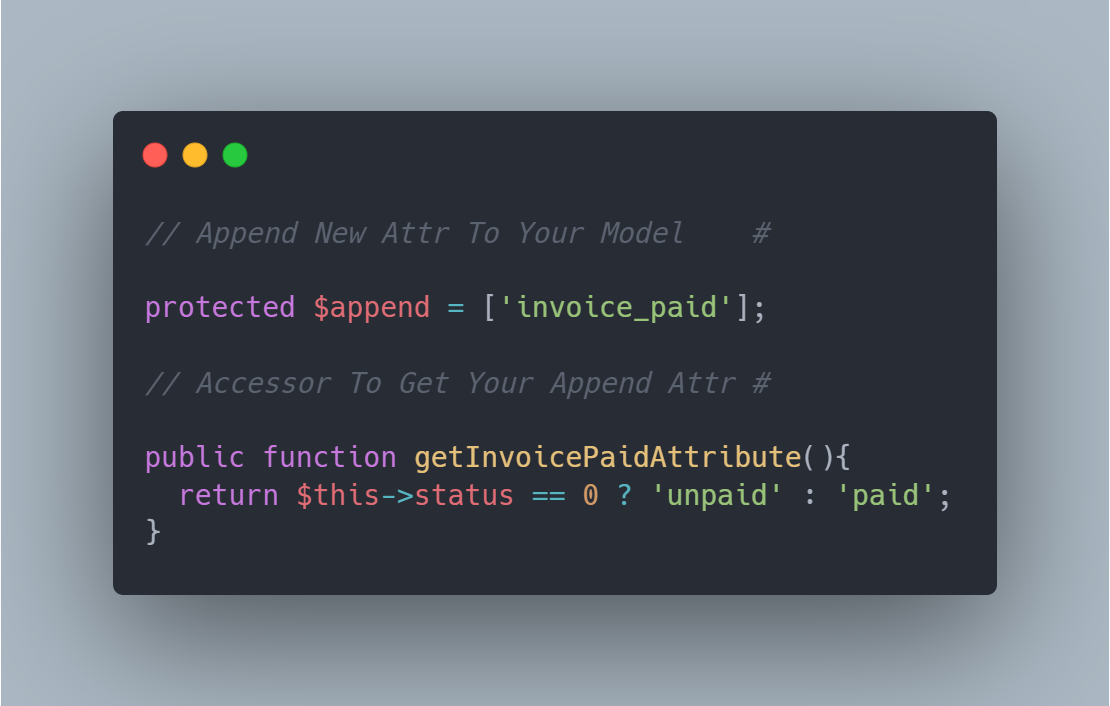 // Append New Attr To Your Model    #
protected $append = ['invoice_paid'];
// Accessor To Get Your Append Attr #
public function getInvoicePaidAttribute(){
  return $this->status == 0 ? 'unpaid' : 'paid';
}